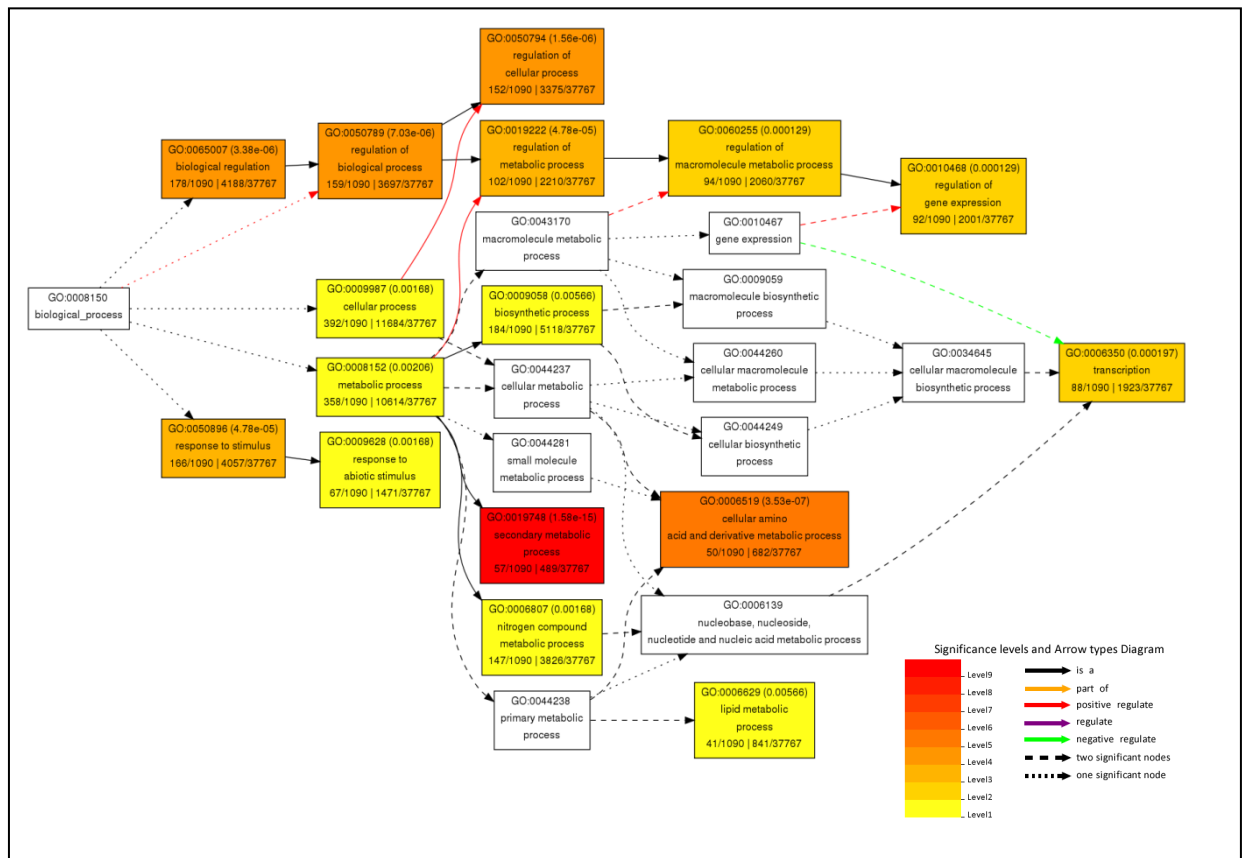 GO:0050794 (1.56e-06)
regulation of
cellular process
152/1090 | 3375/37767
GO:0065007 (3.38e-06)
biological regulation
178/1090 | 4188/37767
GO:0050789 (7.03e-06)
regulation of
biological process
159/1090 | 3697/37767
GO:0019222 (4.78e-05)
regulation of
metabolic process
102/1090 | 2210/37767
GO:0060255 (0.000129)
regulation of
macromolecule metabolic process
94/1090 | 2060/37767
GO:0010468 (0.000129)
regulation of
gene expression
92/1090 | 2001/37767
GO:0043170
macromolecule metabolic
process
GO:0010467
gene expression
GO:0008150
biological_process
GO:0009987 (0.00168)
cellular process
392/1090 | 11684/37767
GO:0009058 (0.00566)
biosynthetic process
184/1090 | 5118/37767
GO:0009059
macromolecule biosynthetic
process
GO:0008152 (0.00206)
metabolic process
358/1090 | 10614/37767
GO:0044237
cellular metabolic
process
GO:0044260
cellular macromolecule
metabolic process
GO:0034645
cellular macromolecule
biosynthetic process
GO:0006350 (0.000197)
transcription
88/1090 | 1923/37767
GO:0050896 (4.78e-05)
response to stimulus
166/1090 | 4057/37767
GO:0009628 (0.00168)
response to
abiotic stimulus
67/1090 | 1471/37767
GO:0044281
small molecule
metabolic process
GO:0044249
cellular biosynthetic
process
GO:0019748 (1.58e-15)
secondary metabolic
process
57/1090 | 489/37767
GO:0006519 (3.53e-07)
cellular amino
acid and derivative metabolic process
50/1090 | 682/37767
GO:0006807 (0.00168)
nitrogen compound
metabolic process
147/1090 | 3826/37767
GO:0006139
nucleobase, nucleoside,
nucleotide and nucleic acid metabolic process
GO:0044238
primary metabolic
process
GO:0006629 (0.00566)
lipid metabolic
process
41/1090 | 841/37767
Significance levels and Arrow types Diagram
Level9
Level8
Level7
Level6
Level5
Level4
Level3
Level2
Level1
is a
part of
positive regulate
regulate
negative regulate
two significant nodes
one significant node